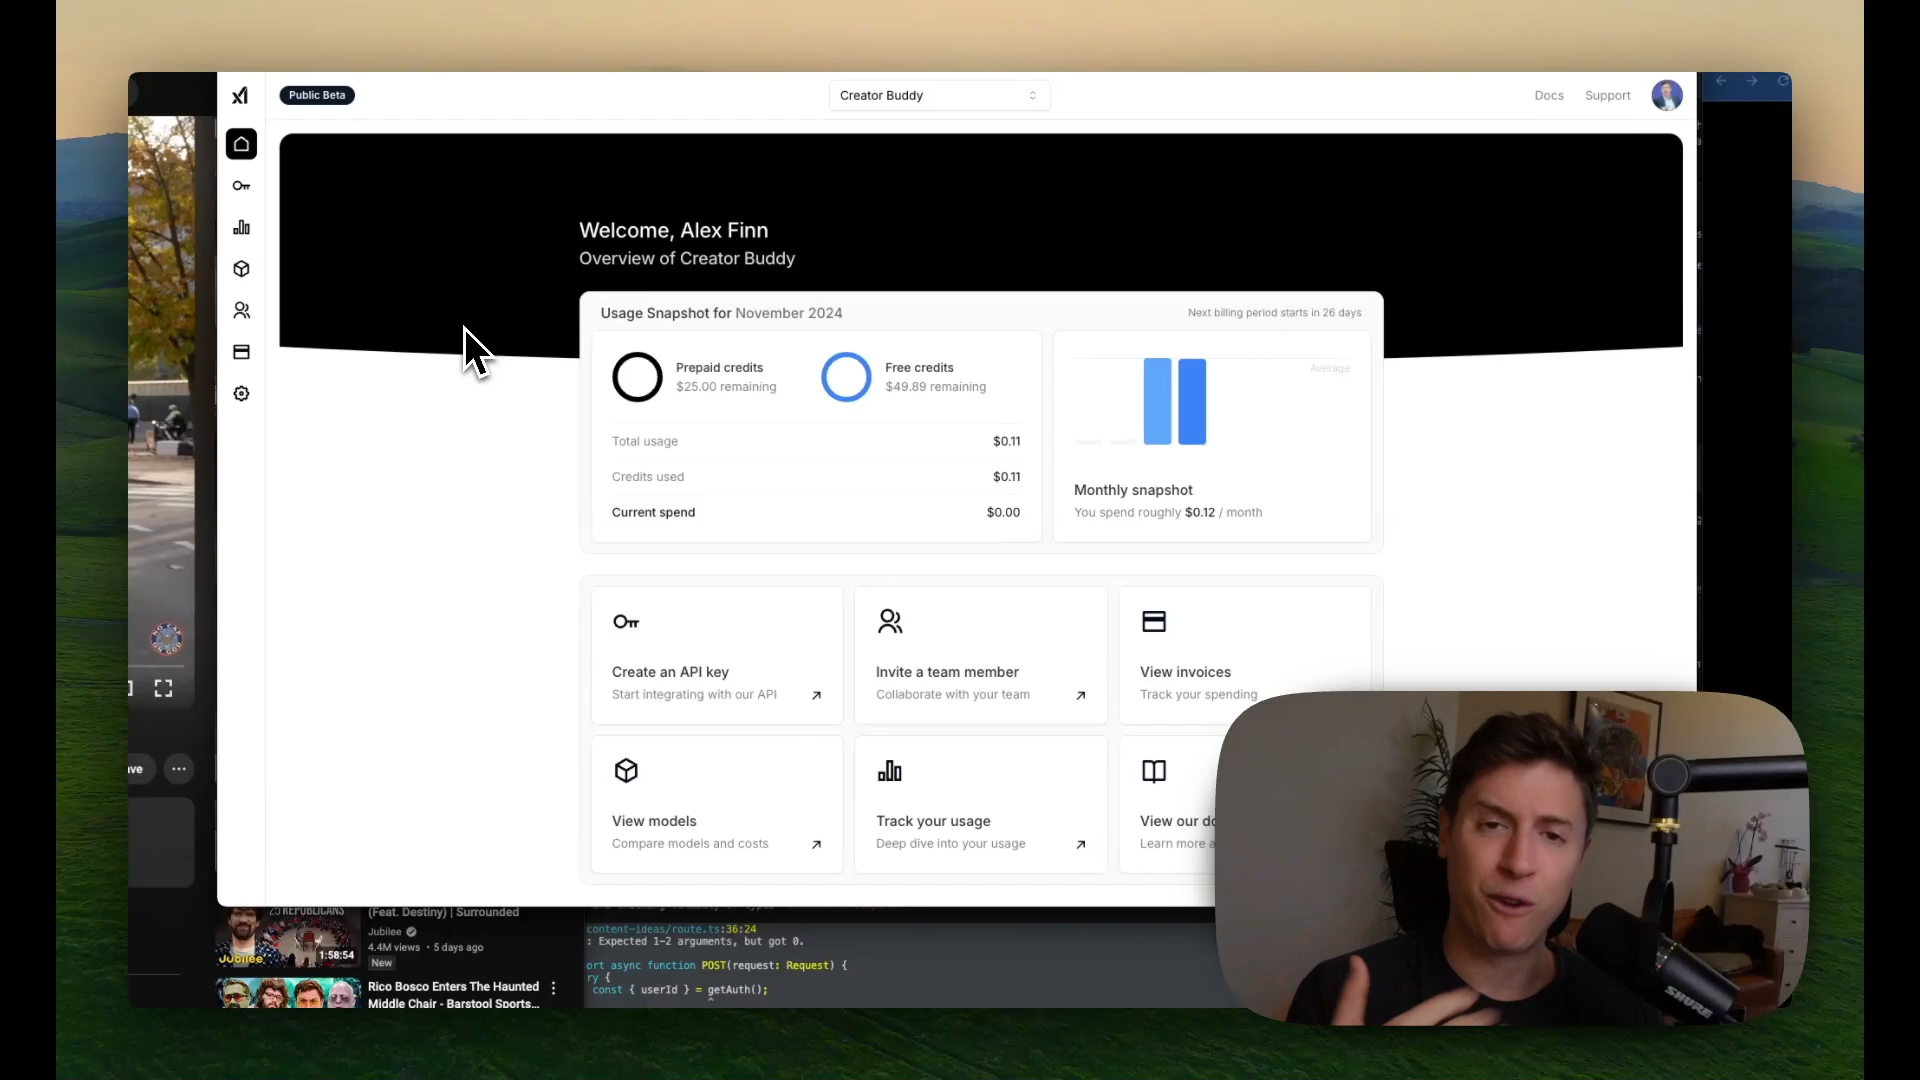 Public Beta
Creator Buddy
Docs
Support
Welcome, Alex Finn
Overview of Creator Buddy
Usage Snapshot for November 2024
Next billing period starts in 26 days
Prepaid credits
$25.00 remaining
Free credits
$49.89 remaining
Average
Total usage
$0.11
Credits used
$0.11
Current spend
$0.00
Monthly snapshot
You spend roughly $0.12 / month
Create an API key
Start integrating with our API
Invite a team member
Collaborate with your team
View invoices
Track your spending
View models
Compare models and costs
Track your usage
Deep dive into your usage
View our do
Learn more a
ve
25 REPUBLICANS
(Feat. Destiny) | Surrounded
Jubilee
4.4M views • 5 days ago
New
Jubilee
1:58:54
Rico Bosco Enters The Haunted
Middle Chair - Barstool Sports...
content-ideas/route.ts:36:24
: Expected 1-2 arguments, but got 0.
ort async function POST(request: Request) {
ry {
const { userId } = getAuth();
^
SHURE